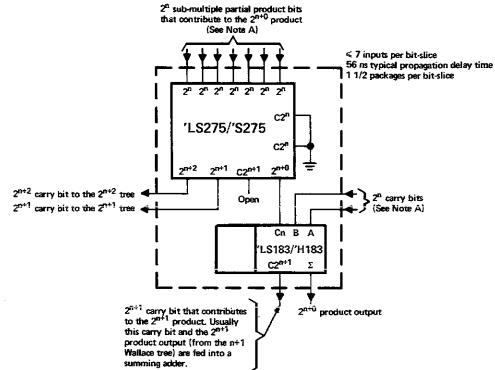 2ⁿ sub-multiple partial product bits
that contribute to the 2ⁿ⁺⁰ product
(See Note A)
≤ 7 inputs per bit-slice
56 ns typical propagation delay time
1 1/2 packages per bit-slice
2ⁿ 2ⁿ 2ⁿ 2ⁿ 2ⁿ 2ⁿ 2ⁿ
C2ⁿ
'LS275/'S275
C2ⁿ
2ⁿ⁺² 2ⁿ⁺¹ C2ⁿ⁺¹ 2ⁿ⁺⁰
2ⁿ⁺² carry bit to the 2ⁿ⁺² tree
2ⁿ⁺¹ carry bit to the 2ⁿ⁺¹ tree
Open
2ⁿ carry bits
(See Note A)
Cn B A
'LS183/'H183
C2ⁿ⁺¹ Σ
2ⁿ⁺¹ carry bit that contributes
to the 2ⁿ⁺¹ product. Usually
this carry bit and the 2ⁿ⁺¹
product output (from the n+1
Wallace tree) are fed into a
summing adder.
2ⁿ⁺⁰ product output